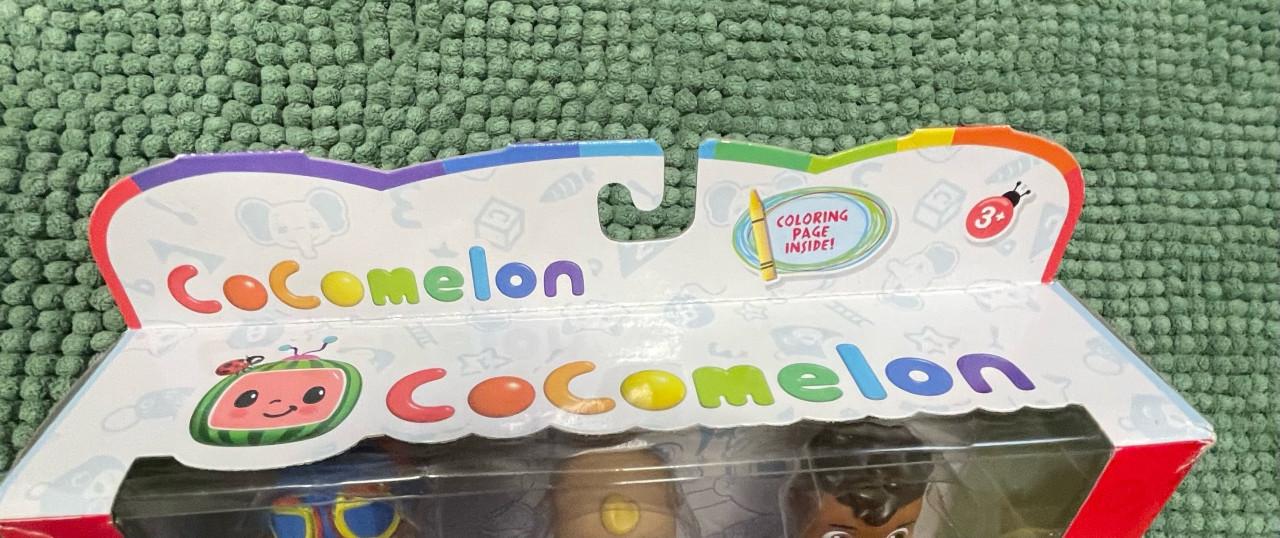 CoComelon
COLORING
PAGE
INSIDE!
3+
CoComelon